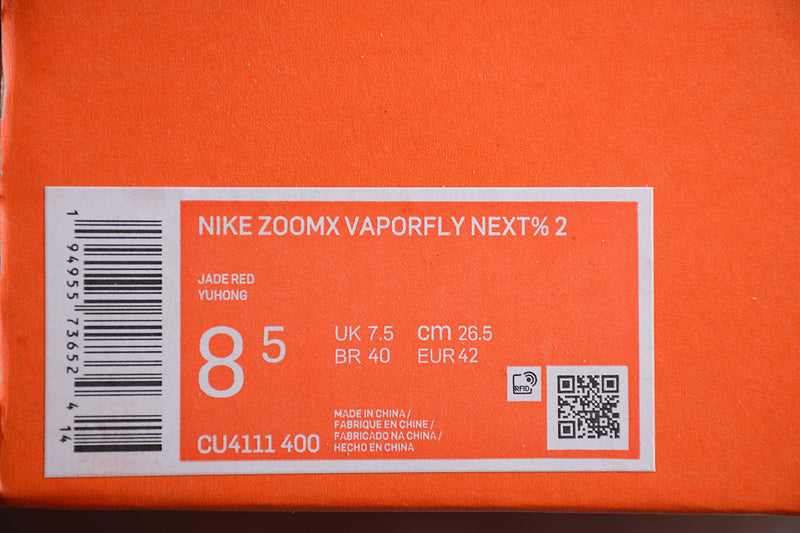 NIKE ZOOMX VAPORFLY NEXT% 2
JADE RED
YUHONG
8 5
UK 7.5 cm 26.5
BR 40 EUR 42
RFID
MADE IN CHINA /
FABRIQUE EN CHINE /
FABRICADO NA CHINA /
HECHO EN CHINA
CU4111 400
1 94955 73652 4 14